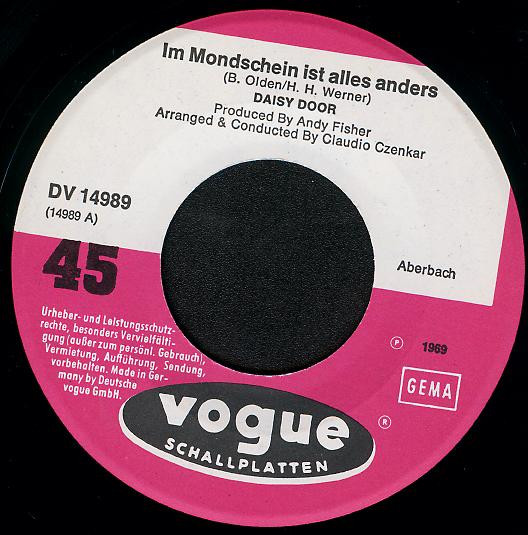 Im Mondschein ist alles anders
(B. Olden/H. H. Werner)
DAISY DOOR
Produced By Andy Fisher
Arranged & Conducted By Claudio Czenkar
DV 14989
(14989 A)
45
Aberbach
Urheber- und Leistungsschutz-
rechte, besonders Vervielfälti-
gung (außer zum persönl. Gebrauch),
Vermietung, Aufführung, Sendung,
vorbehalten. Made in Ger-
many by Deutsche
vogue GmbH.
Ⓟ 1969
GEMA
vogue ®
SCHALLPLATTEN